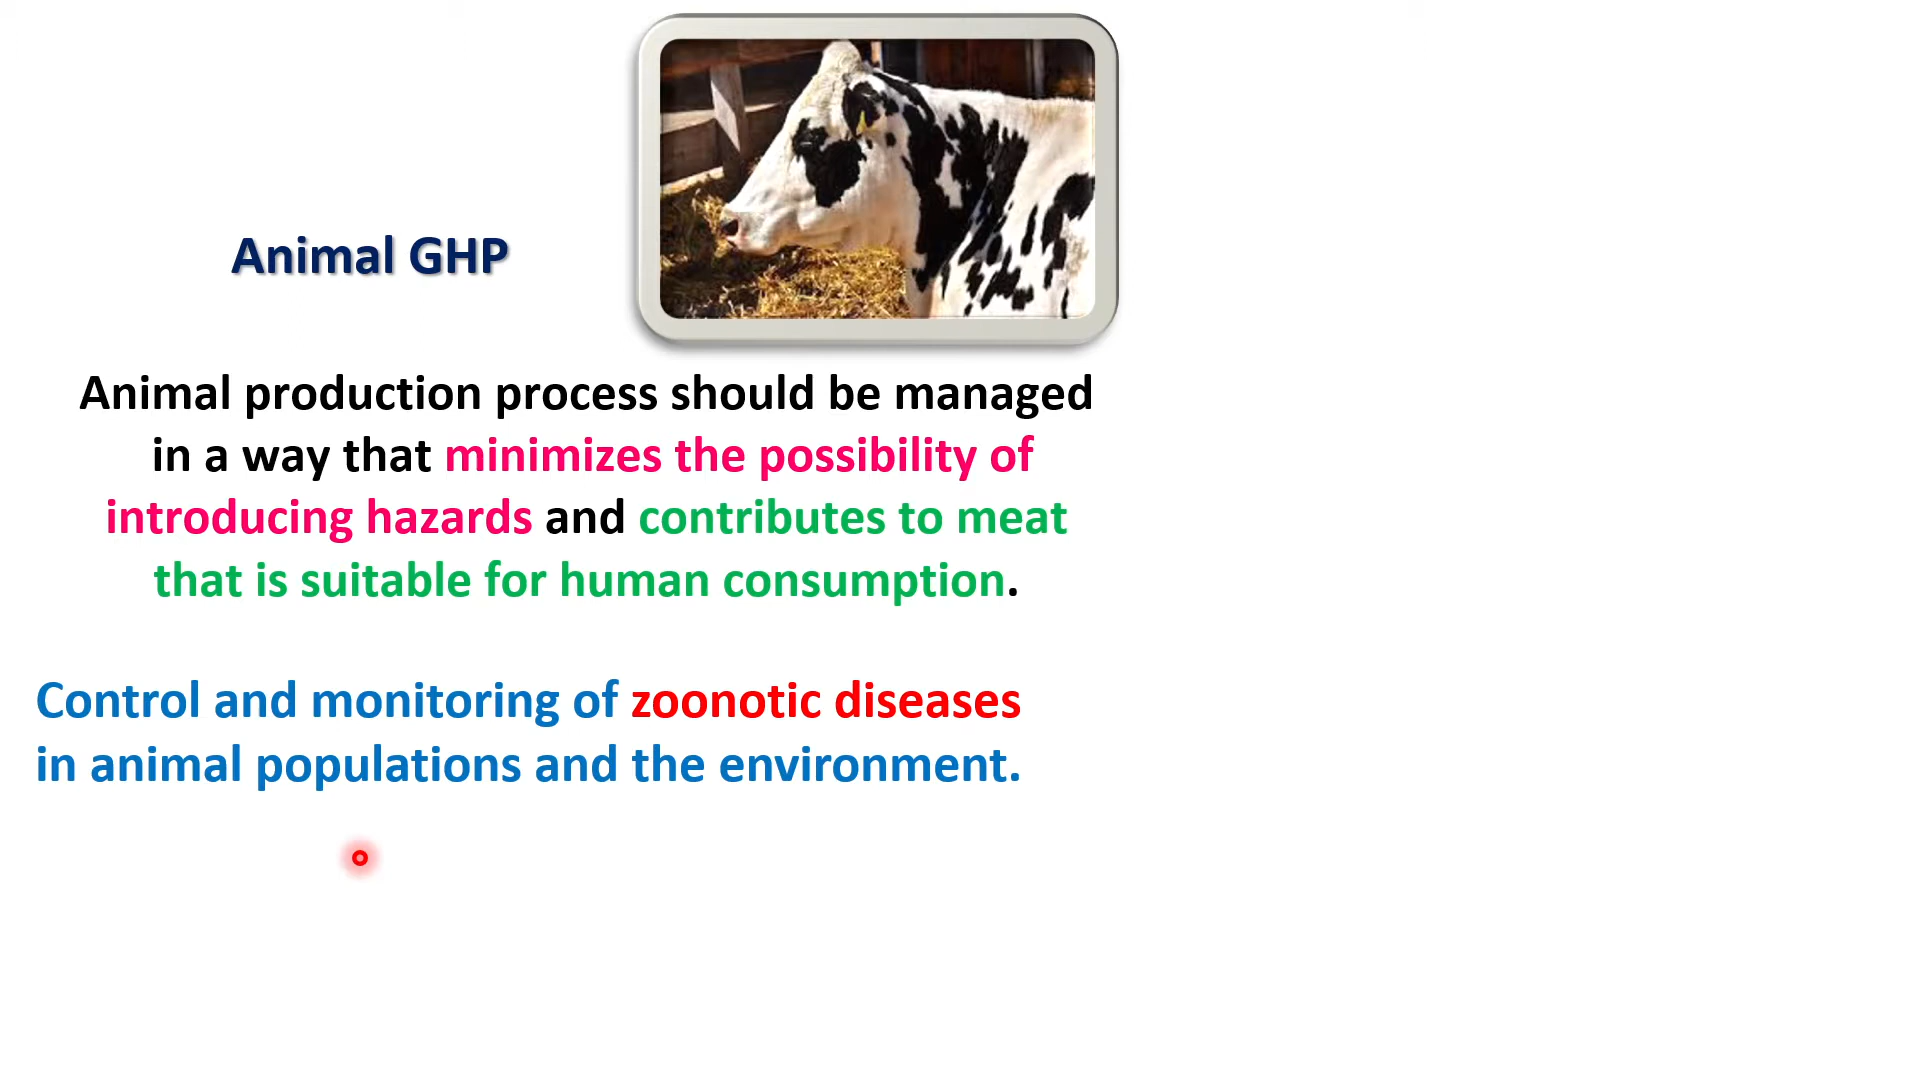 Animal GHP
Animal production process should be managed
in a way that minimizes the possibility of
introducing hazards and contributes to meat
that is suitable for human consumption.
Control and monitoring of zoonotic diseases
in animal populations and the environment.